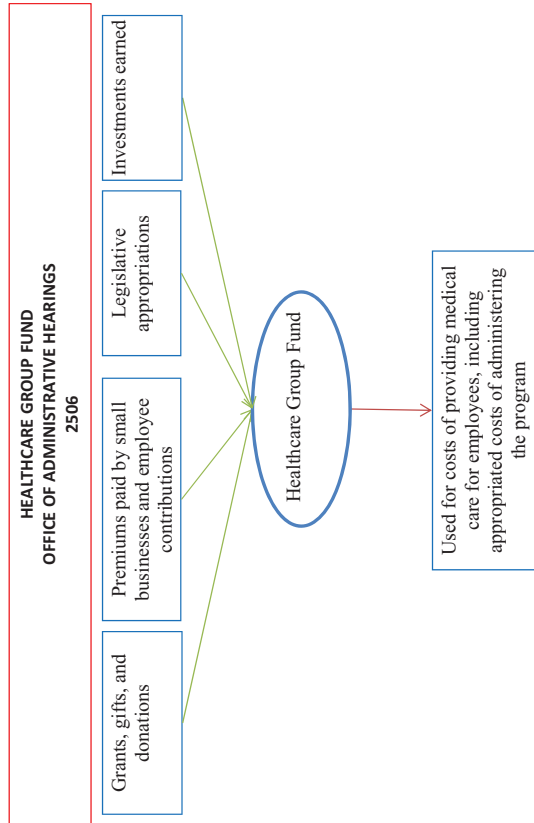 HEALTHCARE GROUP FUND
OFFICE OF ADMINISTRATIVE HEARINGS
2506
Grants, gifts, and
donations
Premiums paid by small
businesses and employee
contributions
Legislative
appropriations
Investments earned
Healthcare Group Fund
Used for costs of providing medical
care for employees, including
appropriated costs of administering
the program